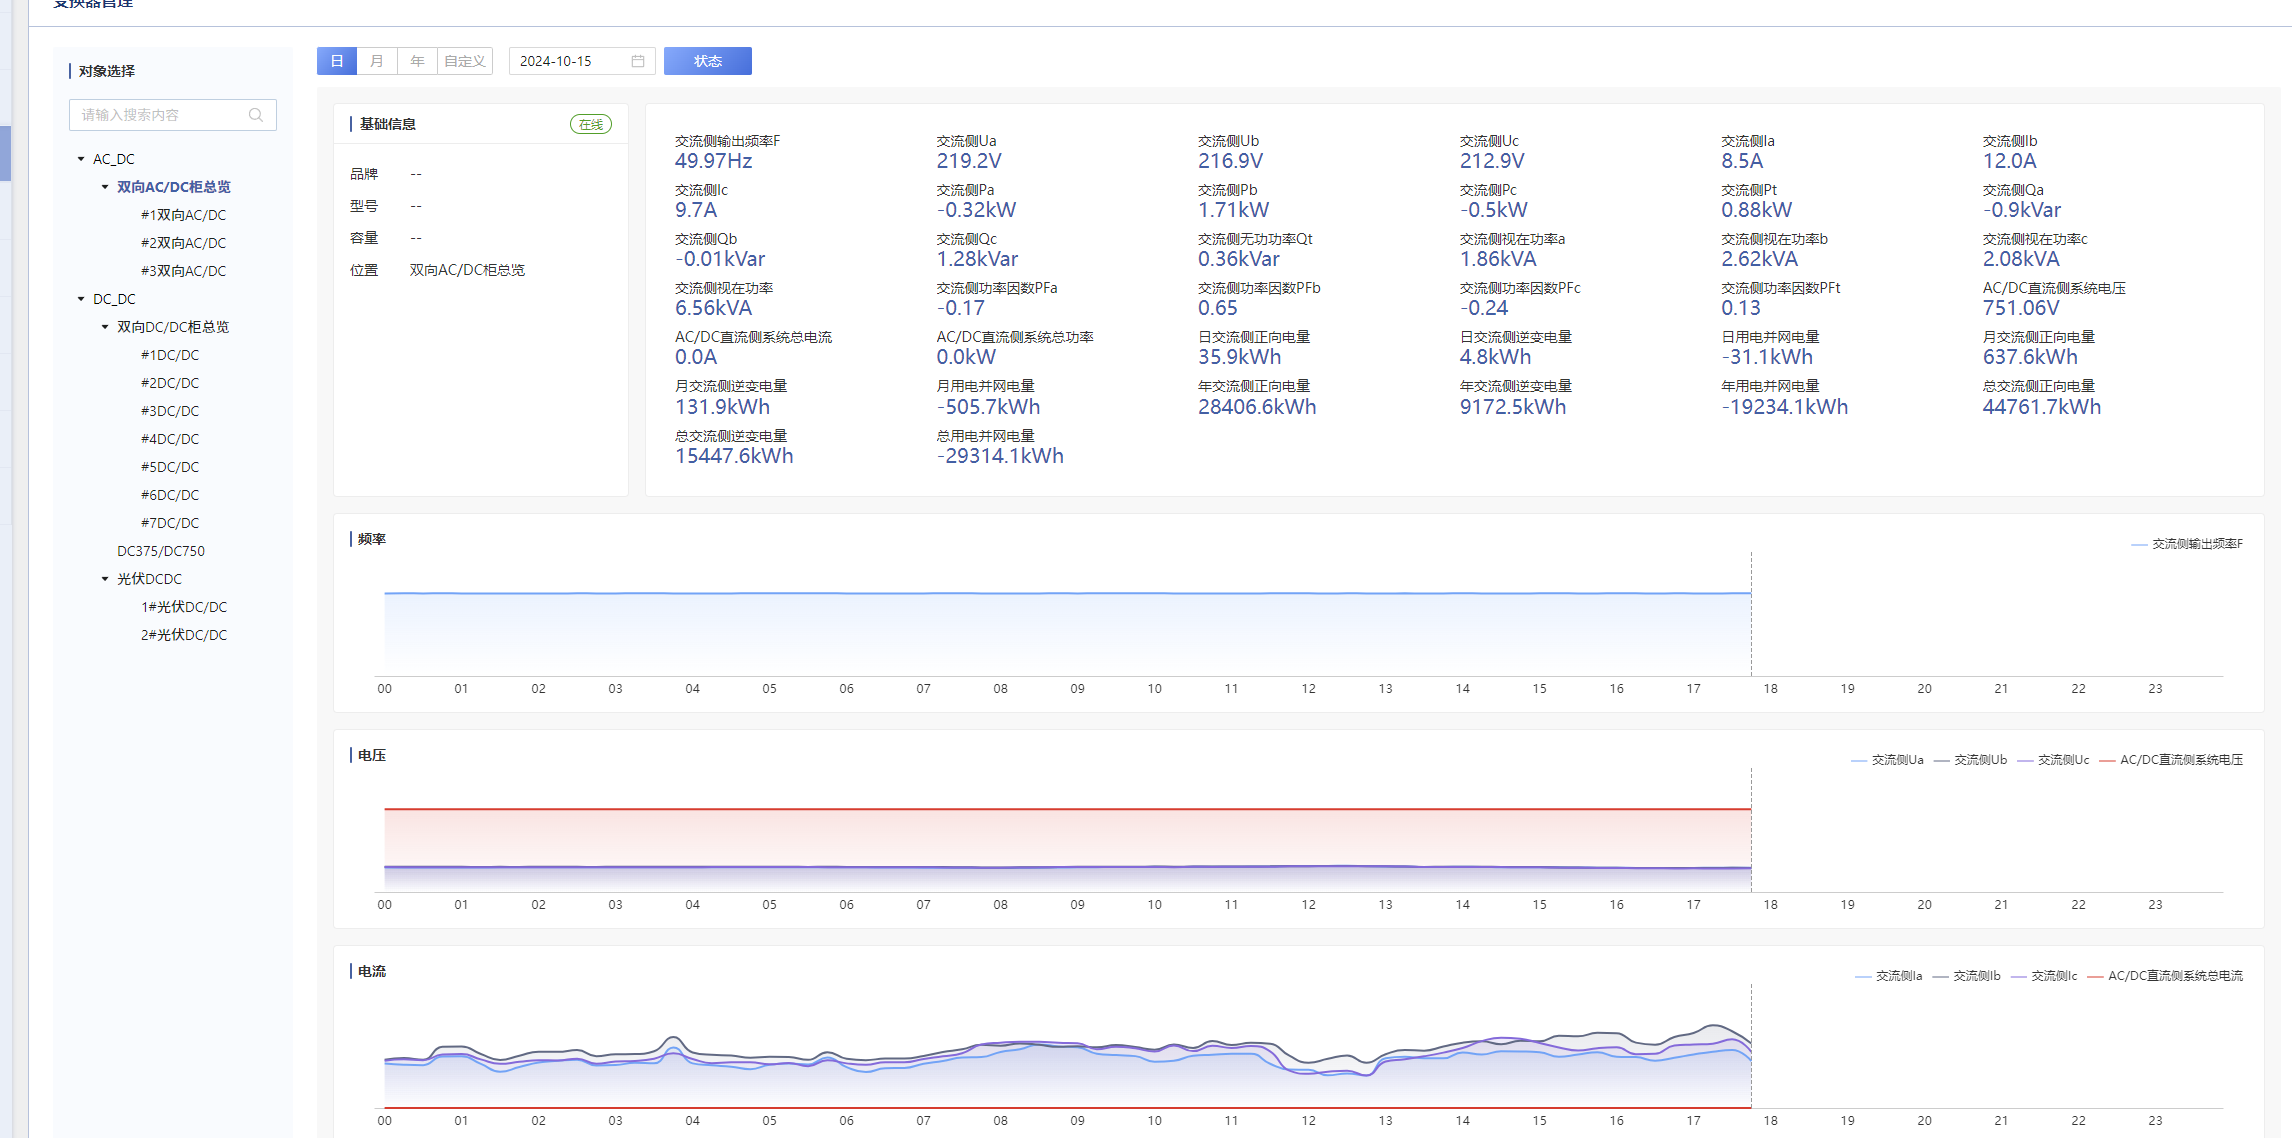 变换器管理
对象选择
请输入搜索内容
AC_DC
双向AC/DC柜总览
#1双向AC/DC
#2双向AC/DC
#3双向AC/DC
DC_DC
双向DC/DC柜总览
#1DC/DC
#2DC/DC
#3DC/DC
#4DC/DC
#5DC/DC
#6DC/DC
#7DC/DC
DC375/DC750
光伏DCDC
1#光伏DC/DC
2#光伏DC/DC
日 月 年 自定义 2024-10-15 状态
基础信息 在线
品牌 --
型号 --
容量 --
位置 双向AC/DC柜总览
交流侧输出频率F 交流侧Ua 交流侧Ub 交流侧Uc 交流侧Ia 交流侧Ib
49.97Hz 219.2V 216.9V 212.9V 8.5A 12.0A
交流侧Ic 交流侧Pa 交流侧Pb 交流侧Pc 交流侧Pt 交流侧Qa
9.7A -0.32kW 1.71kW -0.5kW 0.88kW -0.9kVar
交流侧Qb 交流侧Qc 交流侧无功功率Qt 交流侧视在功率a 交流侧视在功率b 交流侧视在功率c
-0.01kVar 1.28kVar 0.36kVar 1.86kVA 2.62kVA 2.08kVA
交流侧视在功率 交流侧功率因数PFa 交流侧功率因数PFb 交流侧功率因数PFc 交流侧功率因数PFt AC/DC直流侧系统电压
6.56kVA -0.17 0.65 -0.24 0.13 751.06V
AC/DC直流侧系统总电流 AC/DC直流侧系统总功率 日交流侧正向电量 日交流侧逆变电量 日用电并网电量 月交流侧正向电量
0.0A 0.0kW 35.9kWh 4.8kWh -31.1kWh 637.6kWh
月交流侧逆变电量 月用电并网电量 年交流侧正向电量 年交流侧逆变电量 年用电并网电量 总交流侧正向电量
131.9kWh -505.7kWh 28406.6kWh 9172.5kWh -19234.1kWh 44761.7kWh
总交流侧逆变电量 总用电并网电量
15447.6kWh -29314.1kWh
频率
交流侧输出频率F
00 01 02 03 04 05 06 07 08 09 10 11 12 13 14 15 16 17 18 19 20 21 22 23
电压
交流侧Ua 交流侧Ub 交流侧Uc AC/DC直流侧系统电压
00 01 02 03 04 05 06 07 08 09 10 11 12 13 14 15 16 17 18 19 20 21 22 23
电流
交流侧Ia 交流侧Ib 交流侧Ic AC/DC直流侧系统总电流
00 01 02 03 04 05 06 07 08 09 10 11 12 13 14 15 16 17 18 19 20 21 22 23